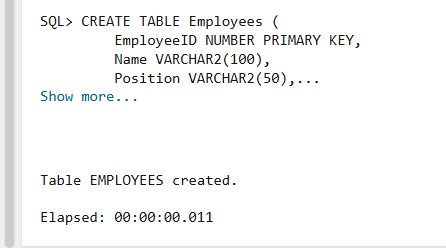 SQL> CREATE TABLE Employees (
EmployeeID NUMBER PRIMARY KEY,
Name VARCHAR2(100),
Position VARCHAR2(50),...
Show more...
Table EMPLOYEES created.
Elapsed: 00:00:00.011